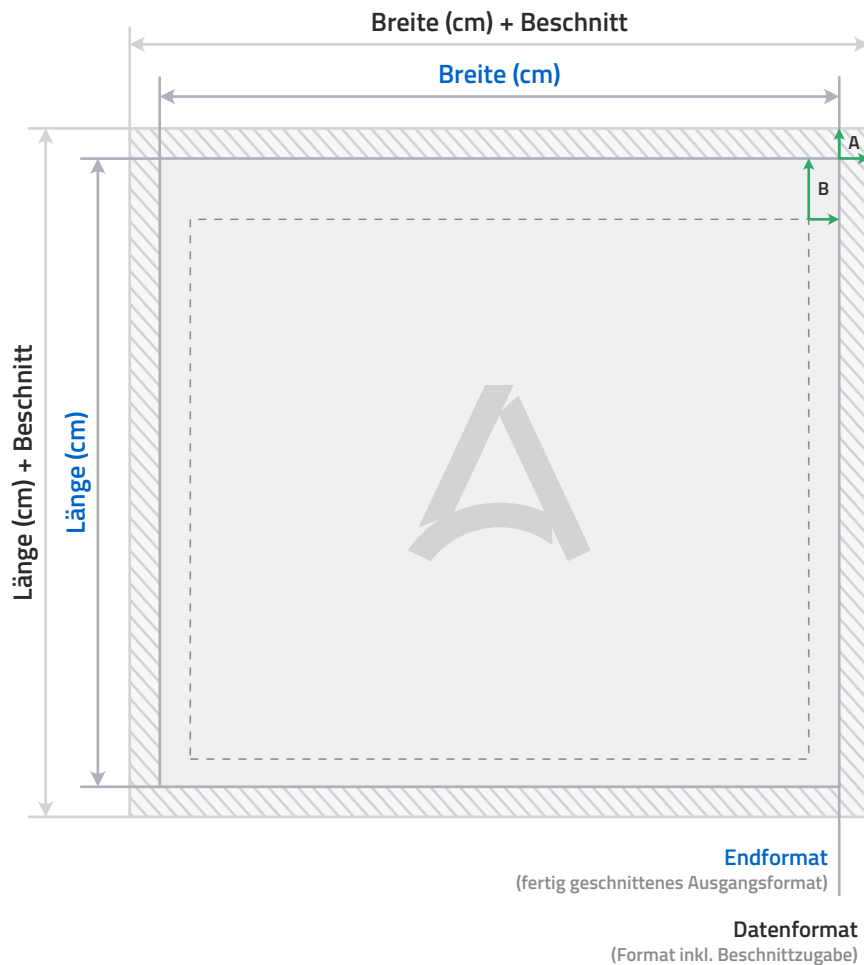 Breite (cm) + Beschnitt
Breite (cm)
A
B
Länge (cm) + Beschnitt
Länge (cm)
Endformat
(fertig geschnittenes Ausgangsformat)
Datenformat
(Format inkl. Beschnittzugabe)